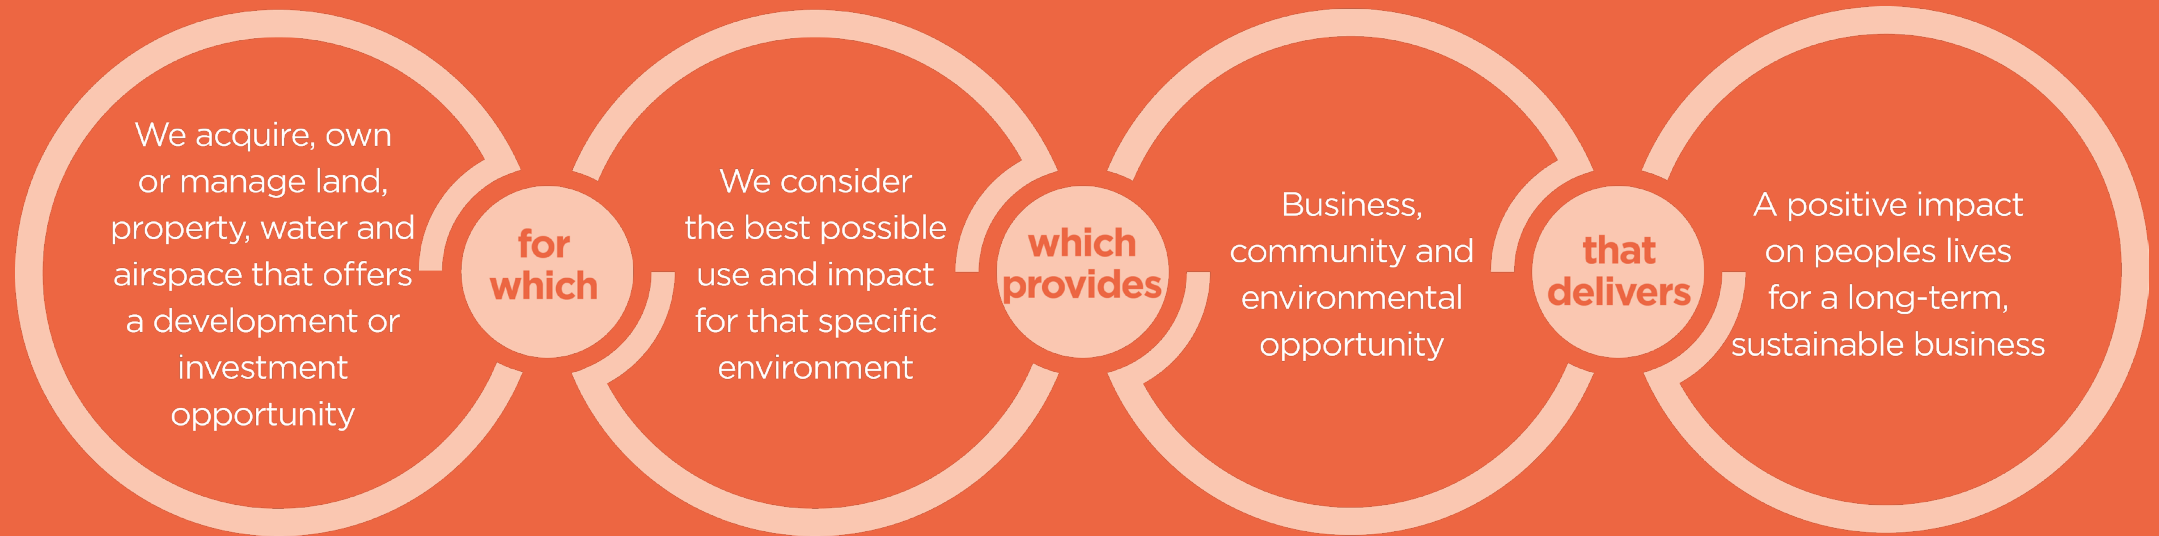 We acquire, own
or manage land,
property, water and
airspace that offers
a development or
investment
opportunity
for
which
We consider
the best possible
use and impact
for that specific
environment
which
provides
Business,
community and
environmental
opportunity
that
delivers
A positive impact
on peoples lives
for a long-term,
sustainable business